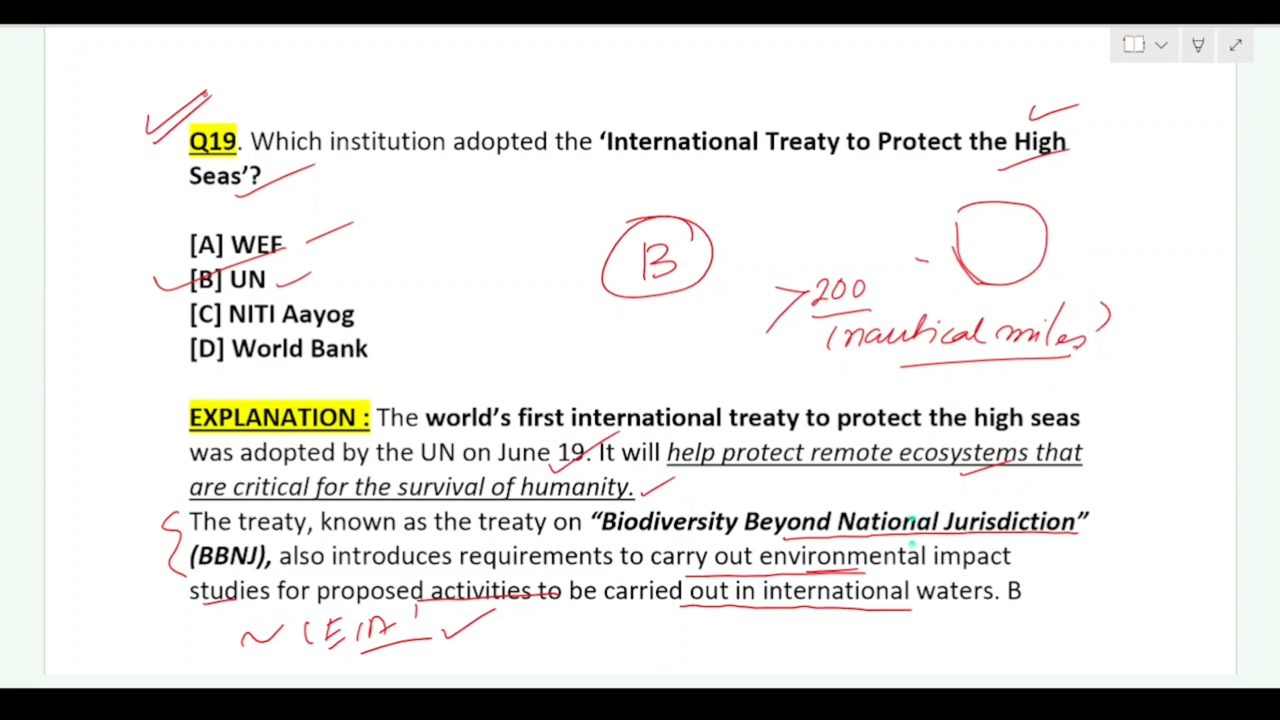 Q19. Which institution adopted the ‘International Treaty to Protect the High
Seas’?
[A] WEF
[B] UN
[C] NITI Aayog
[D] World Bank
B
>200
(nautical miles)
EXPLANATION : The world’s first international treaty to protect the high seas
was adopted by the UN on June 19. It will help protect remote ecosystems that
are critical for the survival of humanity.
The treaty, known as the treaty on “Biodiversity Beyond National Jurisdiction”
(BBNJ), also introduces requirements to carry out environmental impact
studies for proposed activities to be carried out in international waters. B
~ 'EIA'